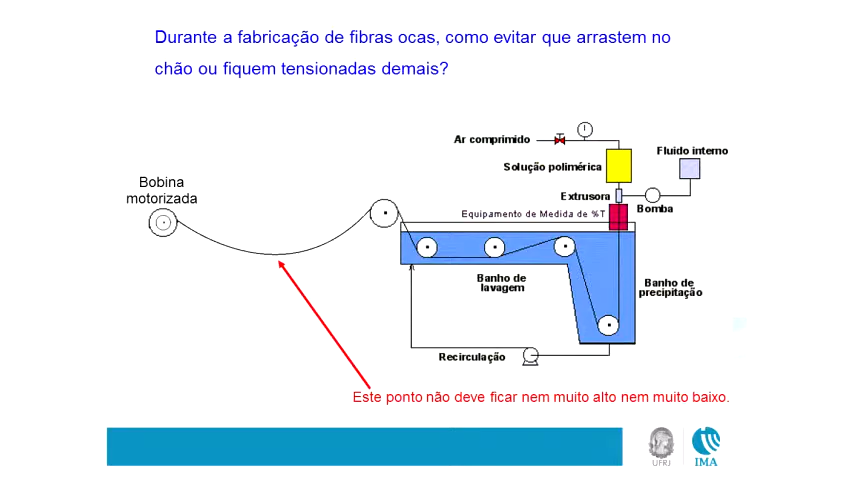 Durante a fabricação de fibras ocas, como evitar que arrastem no
chão ou fiquem tensionadas demais?
Ar comprimido
Fluido interno
Solução polimérica
Bobina
motorizada
Extrusora
Bomba
Equipamento de Medida de %T
Banho de
lavagem
Banho de
precipitação
Recirculação
Este ponto não deve ficar nem muito alto nem muito baixo.
UFRJ
IMA